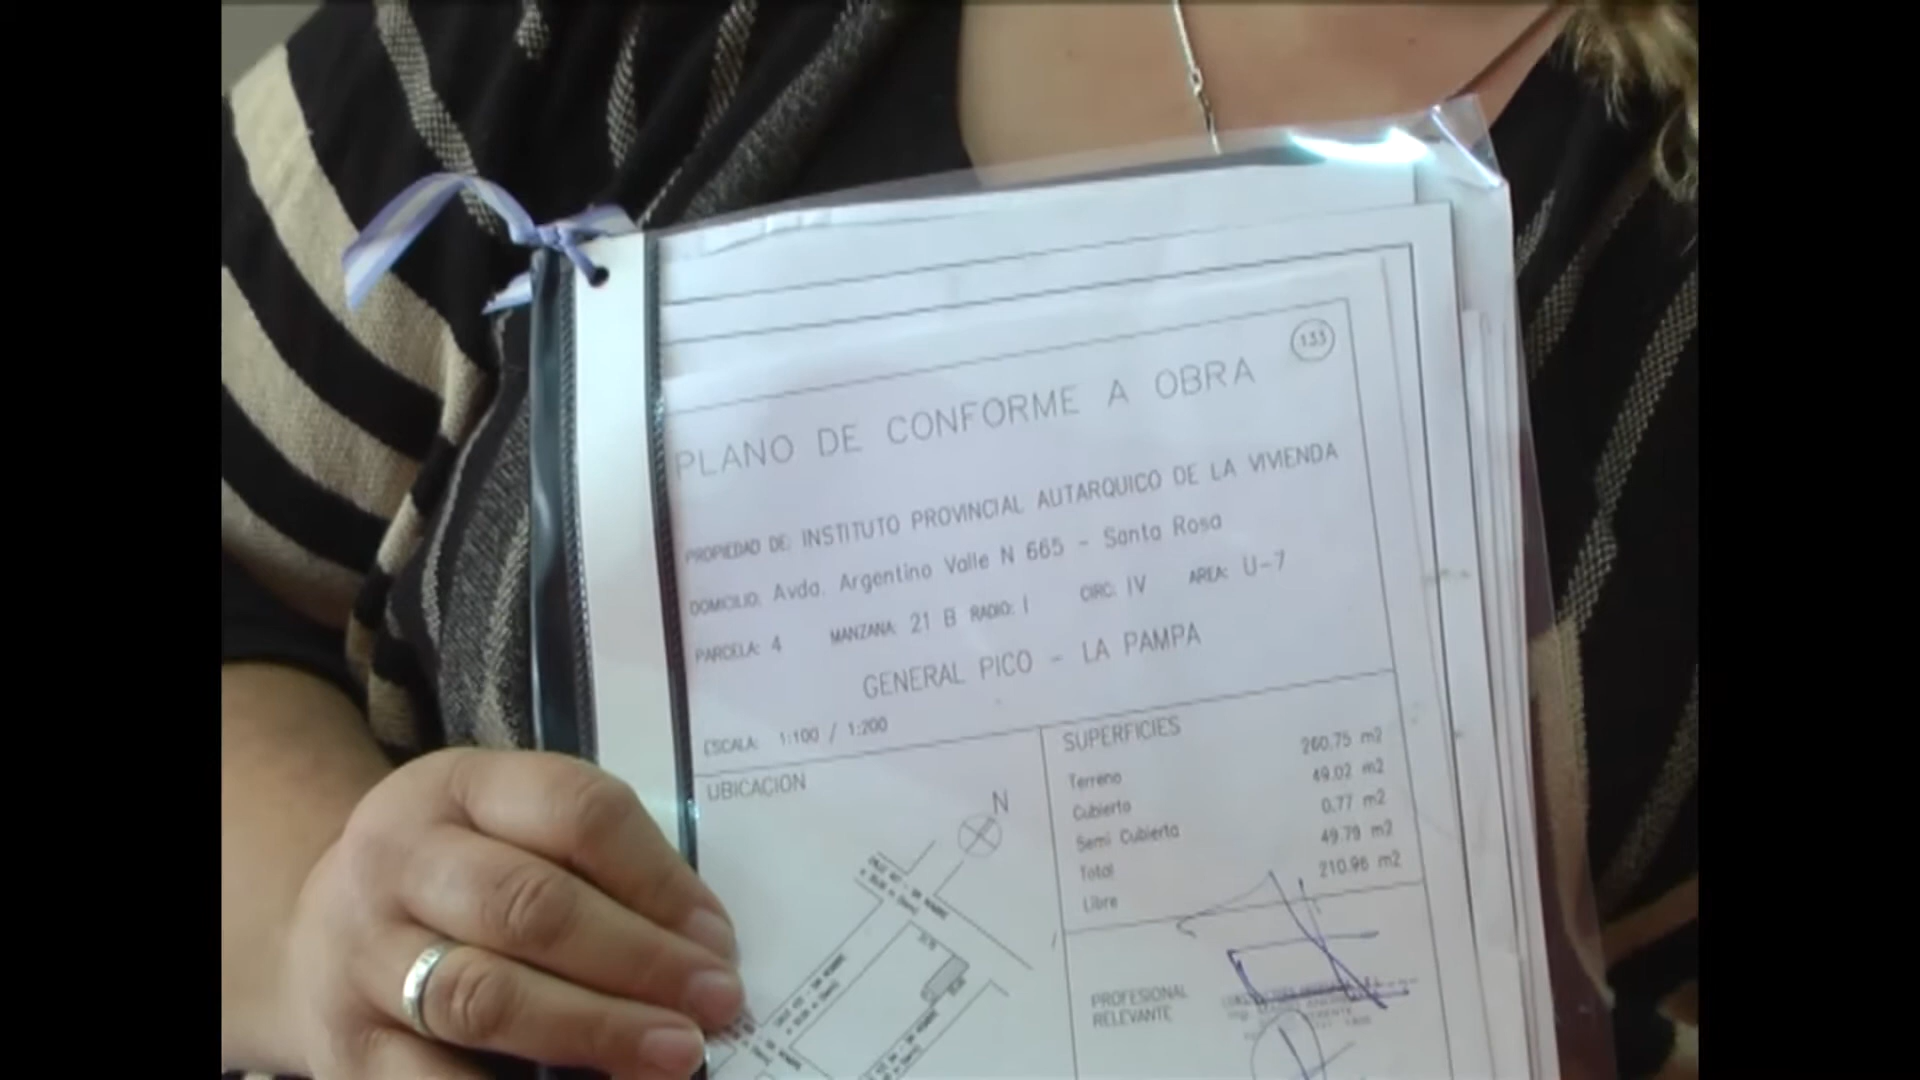 133
PLANO DE CONFORME A OBRA
PROPIEDAD DE: INSTITUTO PROVINCIAL AUTARQUICO DE LA VIVIENDA
DOMICILIO: Avda. Argentino Valle N 665 - Santa Rosa
PARCELA: 4 MANZANA: 21 B RADIO: I CIRC: IV AREA: U-7
GENERAL PICO - LA PAMPA
ESCALA: 1:100 / 1:200
UBICACION
N
SUPERFICIES
Terreno 260.75 m2
Cubierta 49.02 m2
Semi Cubierta 0.77 m2
Total 49.79 m2
Libre 210.96 m2
PROFESIONAL
RELEVANTE